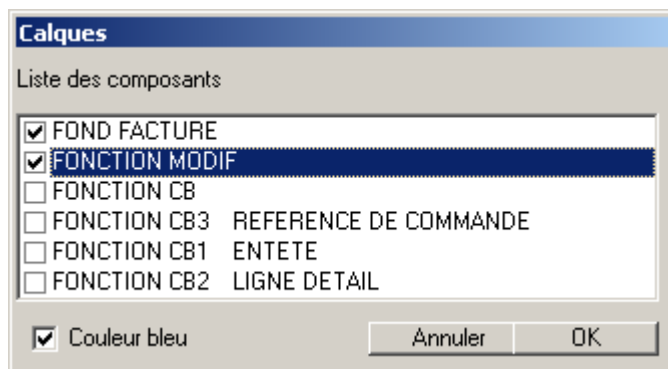 Calques
Liste des composants
FOND FACTURE
FONCTION MODIF
FONCTION CB
FONCTION CB3 REFERENCE DE COMMANDE
FONCTION CB1 ENTETE
FONCTION CB2 LIGNE DETAIL
Couleur bleu Annuler OK